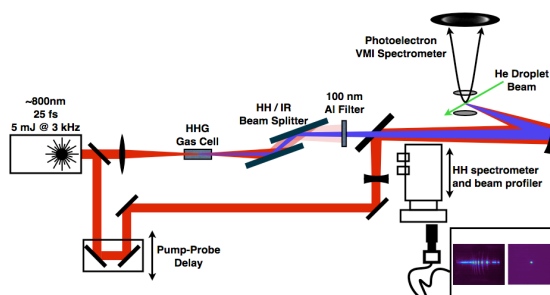 Photoelectron
VMI Spectrometer
He Droplet
Beam
100 nm
Al Filter
HH / IR
Beam Splitter
HHG
Gas Cell
~800nm
25 fs
5 mJ @ 3 kHz
HH spectrometer
and beam profiler
Pump-Probe
Delay